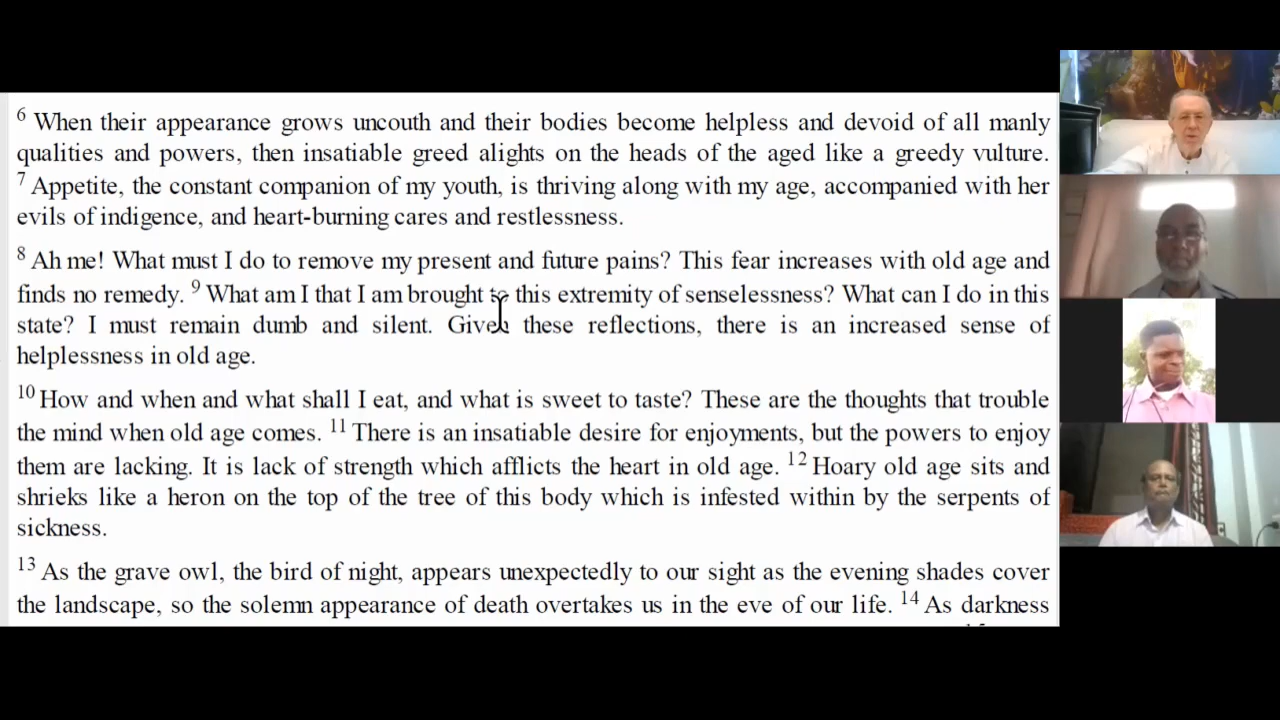 6 When their appearance grows uncouth and their bodies become helpless and devoid of all manly
qualities and powers, then insatiable greed alights on the heads of the aged like a greedy vulture.
7 Appetite, the constant companion of my youth, is thriving along with my age, accompanied with her
evils of indigence, and heart-burning cares and restlessness.
8 Ah me! What must I do to remove my present and future pains? This fear increases with old age and
finds no remedy. 9 What am I that I am brought to this extremity of senselessness? What can I do in this
state? I must remain dumb and silent. Given these reflections, there is an increased sense of
helplessness in old age.
10 How and when and what shall I eat, and what is sweet to taste? These are the thoughts that trouble
the mind when old age comes. 11 There is an insatiable desire for enjoyments, but the powers to enjoy
them are lacking. It is lack of strength which afflicts the heart in old age. 12 Hoary old age sits and
shrieks like a heron on the top of the tree of this body which is infested within by the serpents of
sickness.
13 As the grave owl, the bird of night, appears unexpectedly to our sight as the evening shades cover
the landscape, so the solemn appearance of death overtakes us in the eve of our life. 14 As darkness